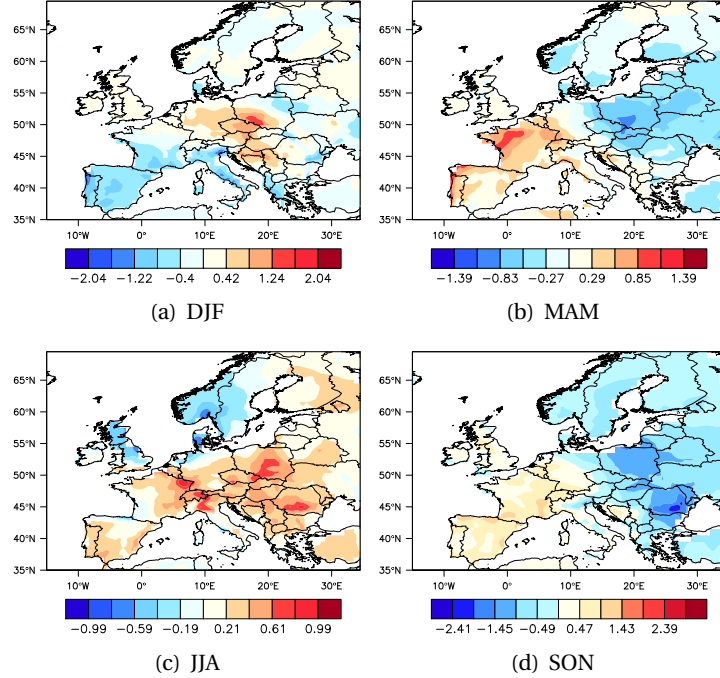 65°N
60°N
55°N
50°N
45°N
40°N
35°N
10°W 0° 10°E 20°E 30°E
−2.04 −1.22 −0.4 0.42 1.24 2.04
(a) DJF
65°N
60°N
55°N
50°N
45°N
40°N
35°N
10°W 0° 10°E 20°E 30°E
−1.39 −0.83 −0.27 0.29 0.85 1.39
(b) MAM
65°N
60°N
55°N
50°N
45°N
40°N
35°N
10°W 0° 10°E 20°E 30°E
−0.99 −0.59 −0.19 0.21 0.61 0.99
(c) JJA
65°N
60°N
55°N
50°N
45°N
40°N
35°N
10°W 0° 10°E 20°E 30°E
−2.41 −1.45 −0.49 0.47 1.43 2.39
(d) SON